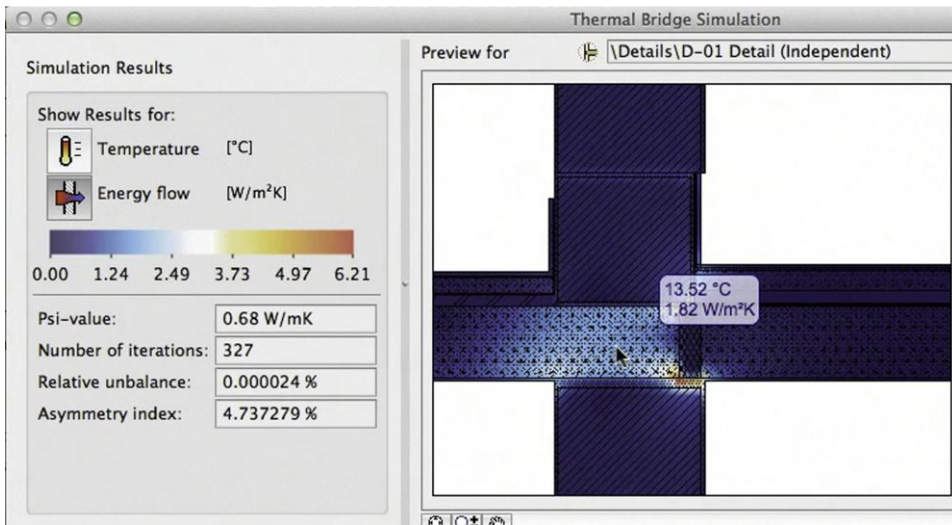 Thermal Bridge Simulation
Simulation Results
Show Results for:
Temperature [°C]
Energy flow [W/m²K]
0.00 1.24 2.49 3.73 4.97 6.21
Psi-value: 0.68 W/mK
Number of iterations: 327
Relative unbalance: 0.000024 %
Asymmetry index: 4.737279 %
Preview for \Details\D-01 Detail (Independent)
13.52 °C
1.82 W/m²K